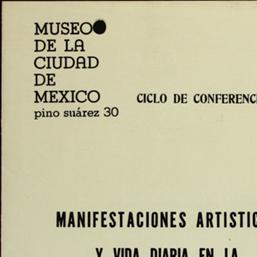 MUSEO
DE LA
CIUDAD
DE
MEXICO
pino suárez 30
CICLO DE CONFERENC
MANIFESTACIONES ARTISTIC
Y VIDA DIARIA EN LA